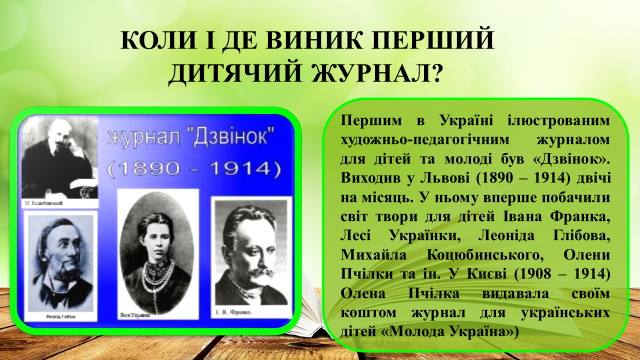 КОЛИ І ДЕ ВИНИК ПЕРШИЙ
ДИТЯЧИЙ ЖУРНАЛ?
журнал "Дзвінок"
(1890 - 1914)
М. Коцюбинський
Леонід Глібов
Леся Українка
І. Я. Франко
Першим в Україні ілюстрованим
художньо-педагогічним журналом
для дітей та молоді був «Дзвінок».
Виходив у Львові (1890 – 1914) двічі
на місяць. У ньому вперше побачили
світ твори для дітей Івана Франка,
Лесі Українки, Леоніда Глібова,
Михайла Коцюбинського, Олени
Пчілки та ін. У Києві (1908 – 1914)
Олена Пчілка видавала своїм
коштом журнал для українських
дітей «Молода Україна»)